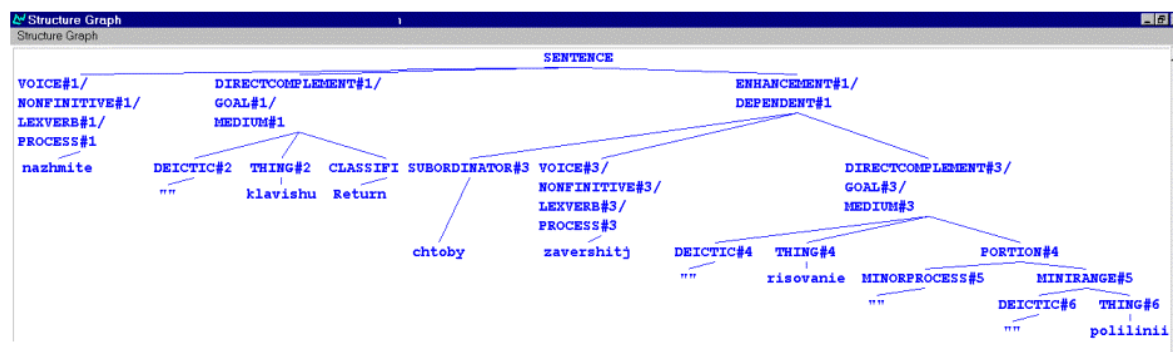 Structure Graph
Structure Graph
SENTENCE
VOICE#1/ DIRECTCOMPLEMENT#1/ ENHANCEMENT#1/
NONFINITIVE#1/ GOAL#1/ DEPENDENT#1
LEXVERB#1/ MEDIUM#1
PROCESS#1
nazhmite DEICTIC#2 THING#2 CLASSIFI SUBORDINATOR#3 VOICE#3/ DIRECTCOMPLEMENT#3/
"" klavishu Return NONFINITIVE#3/ GOAL#3/
LEXVERB#3/ MEDIUM#3
PROCESS#3
chtoby zavershitj DEICTIC#4 THING#4 PORTION#4
"" risovanie MINORPROCESS#5 MINIRANGE#5
"" DEICTIC#6 THING#6
"" polilinii